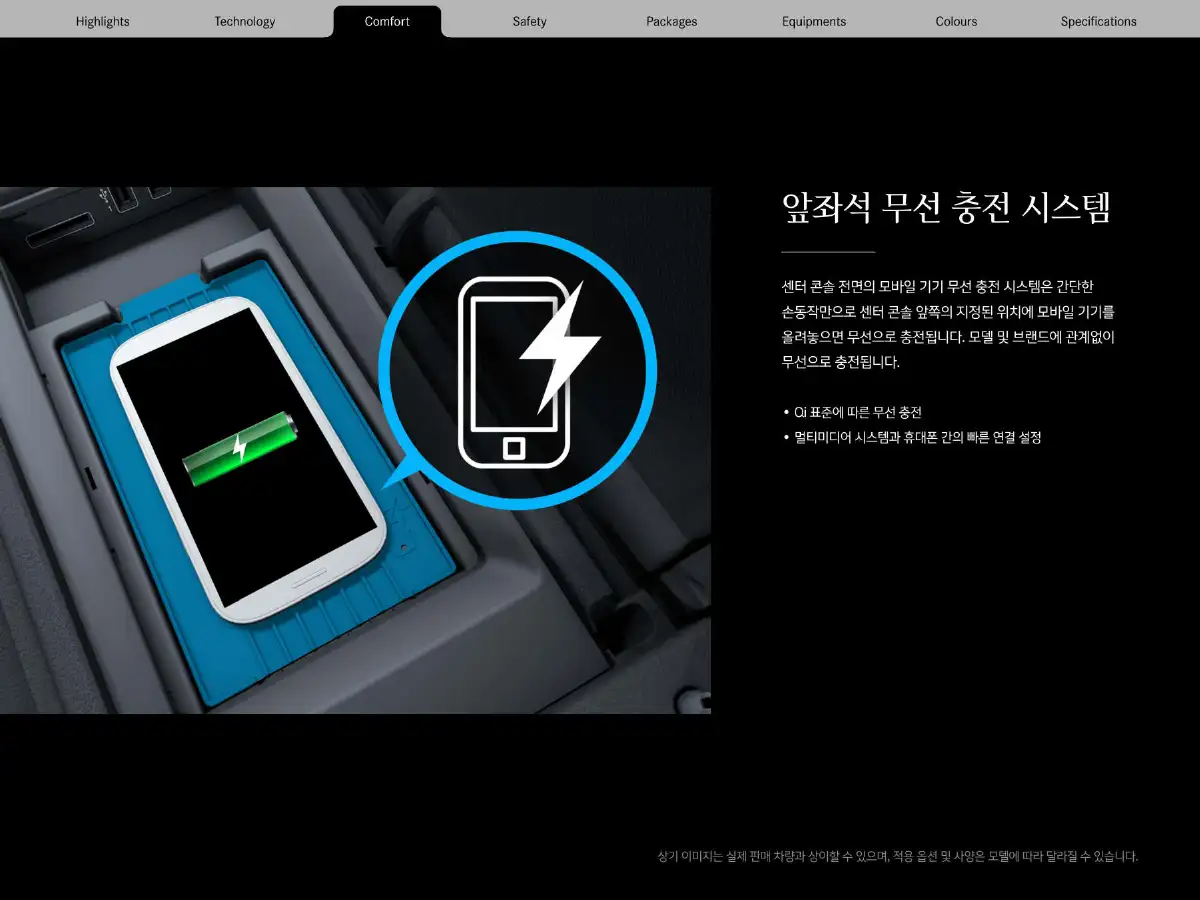 Highlights
Technology
Comfort
Safety
Packages
Equipments
Colours
Specifications
앞좌석 무선 충전 시스템
센터 콘솔 전면의 모바일 기기 무선 충전 시스템은 간단한
손동작만으로 센터 콘솔 앞쪽의 지정된 위치에 모바일 기기를
올려놓으면 무선으로 충전됩니다. 모델 및 브랜드에 관계없이
무선으로 충전됩니다.
• Qi 표준에 따른 무선 충전
• 멀티미디어 시스템과 휴대폰 간의 빠른 연결 설정
상기 이미지는 실제 판매 차량과 상이할 수 있으며, 적용 옵션 및 사양은 모델에 따라 달라질 수 있습니다.